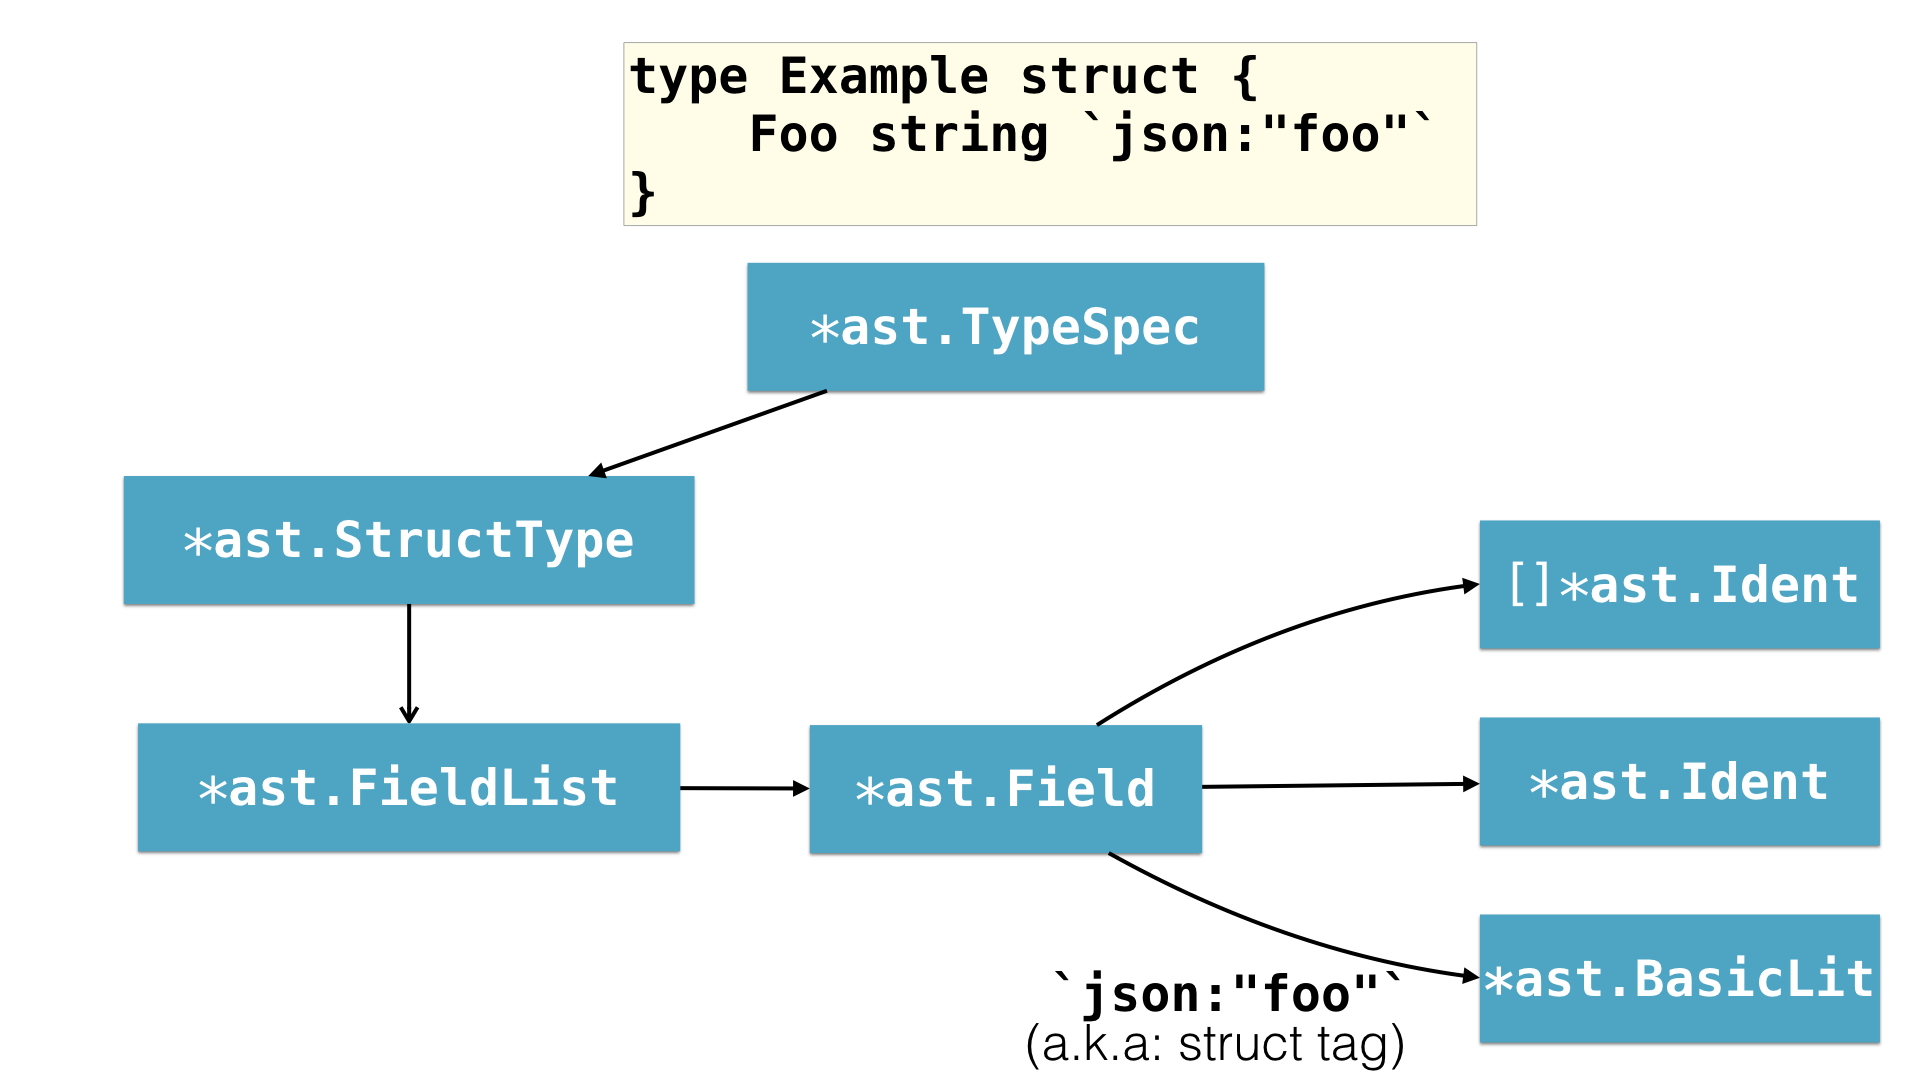 type Example struct {
    Foo string `json:"foo"`
}
*ast.TypeSpec
*ast.StructType
[]*ast.Ident
*ast.FieldList
*ast.Field
*ast.Ident
*ast.BasicLit
`json:"foo"`
(a.k.a: struct tag)